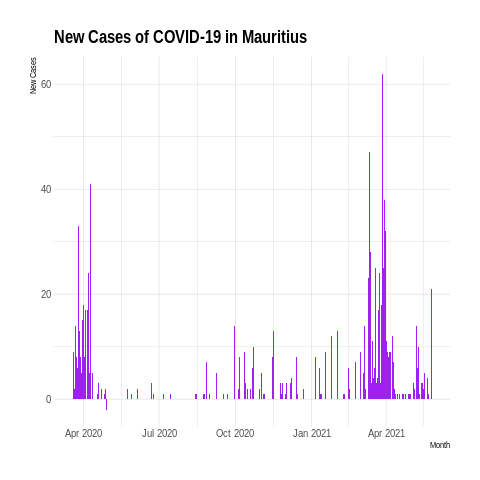 New Cases of COVID-19 in Mauritius
New Cases
60
40
20
0
Apr 2020
Jul 2020
Oct 2020
Jan 2021
Apr 2021
Month